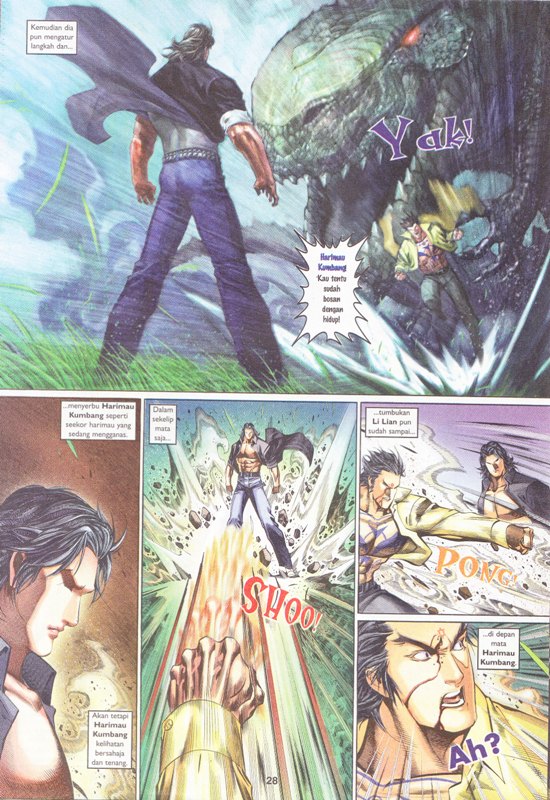 Kemudian dia
pun mengatur
langkah dan...
Yak!
Harimau
Kumbang
Kau tentu
sudah
bosan
dengan
hidup!
...menyerbu Harimau
Kumbang seperti
seekor harimau yang
sedang mengganas.
Akan tetapi
Harimau
Kumbang
kelihatan
bersahaja
dan tenang.
Dalam
sekelip
mata
saja...
SHOO!
...tumbukan
Li Lian pun
sudah sampai...
PONG!
...di depan
mata
Harimau
Kumbang.
Ah?
28